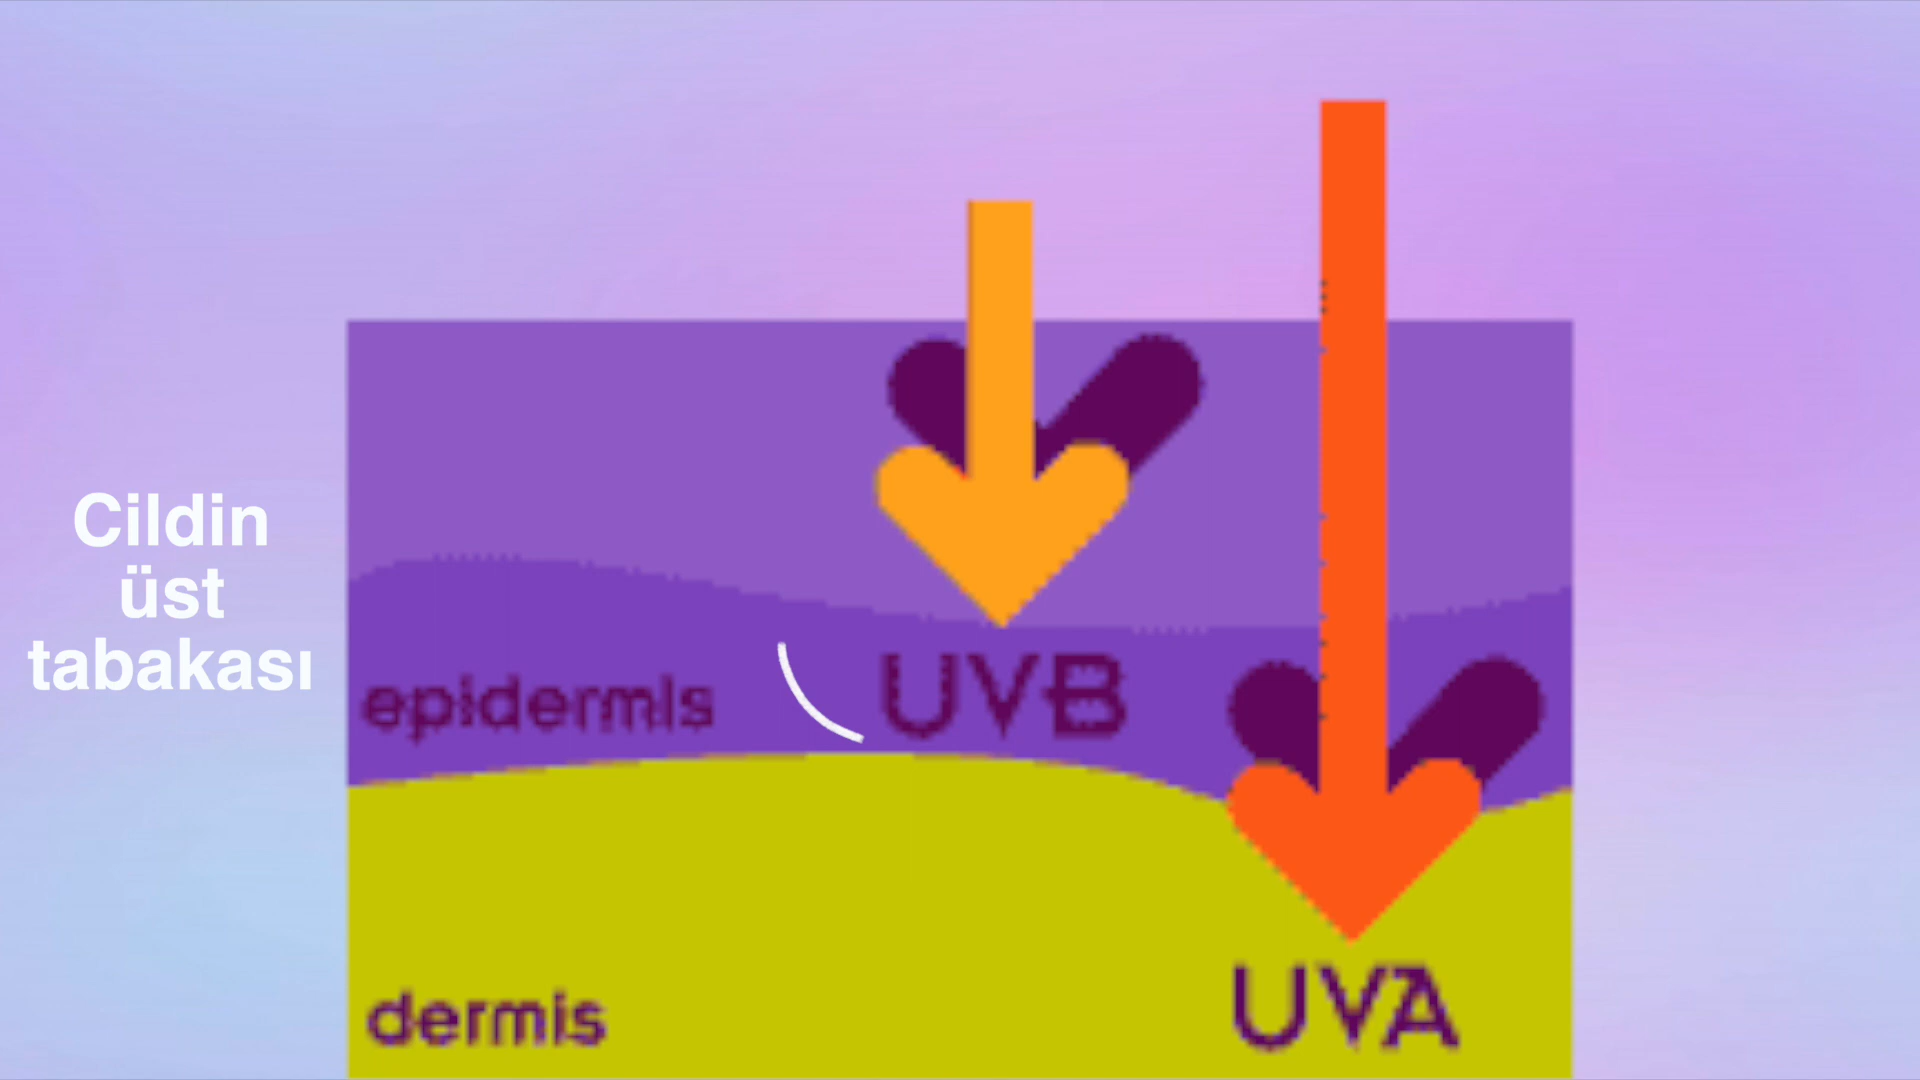 Cildin
üst
tabakası
epidermis
UVB
dermis
UVA